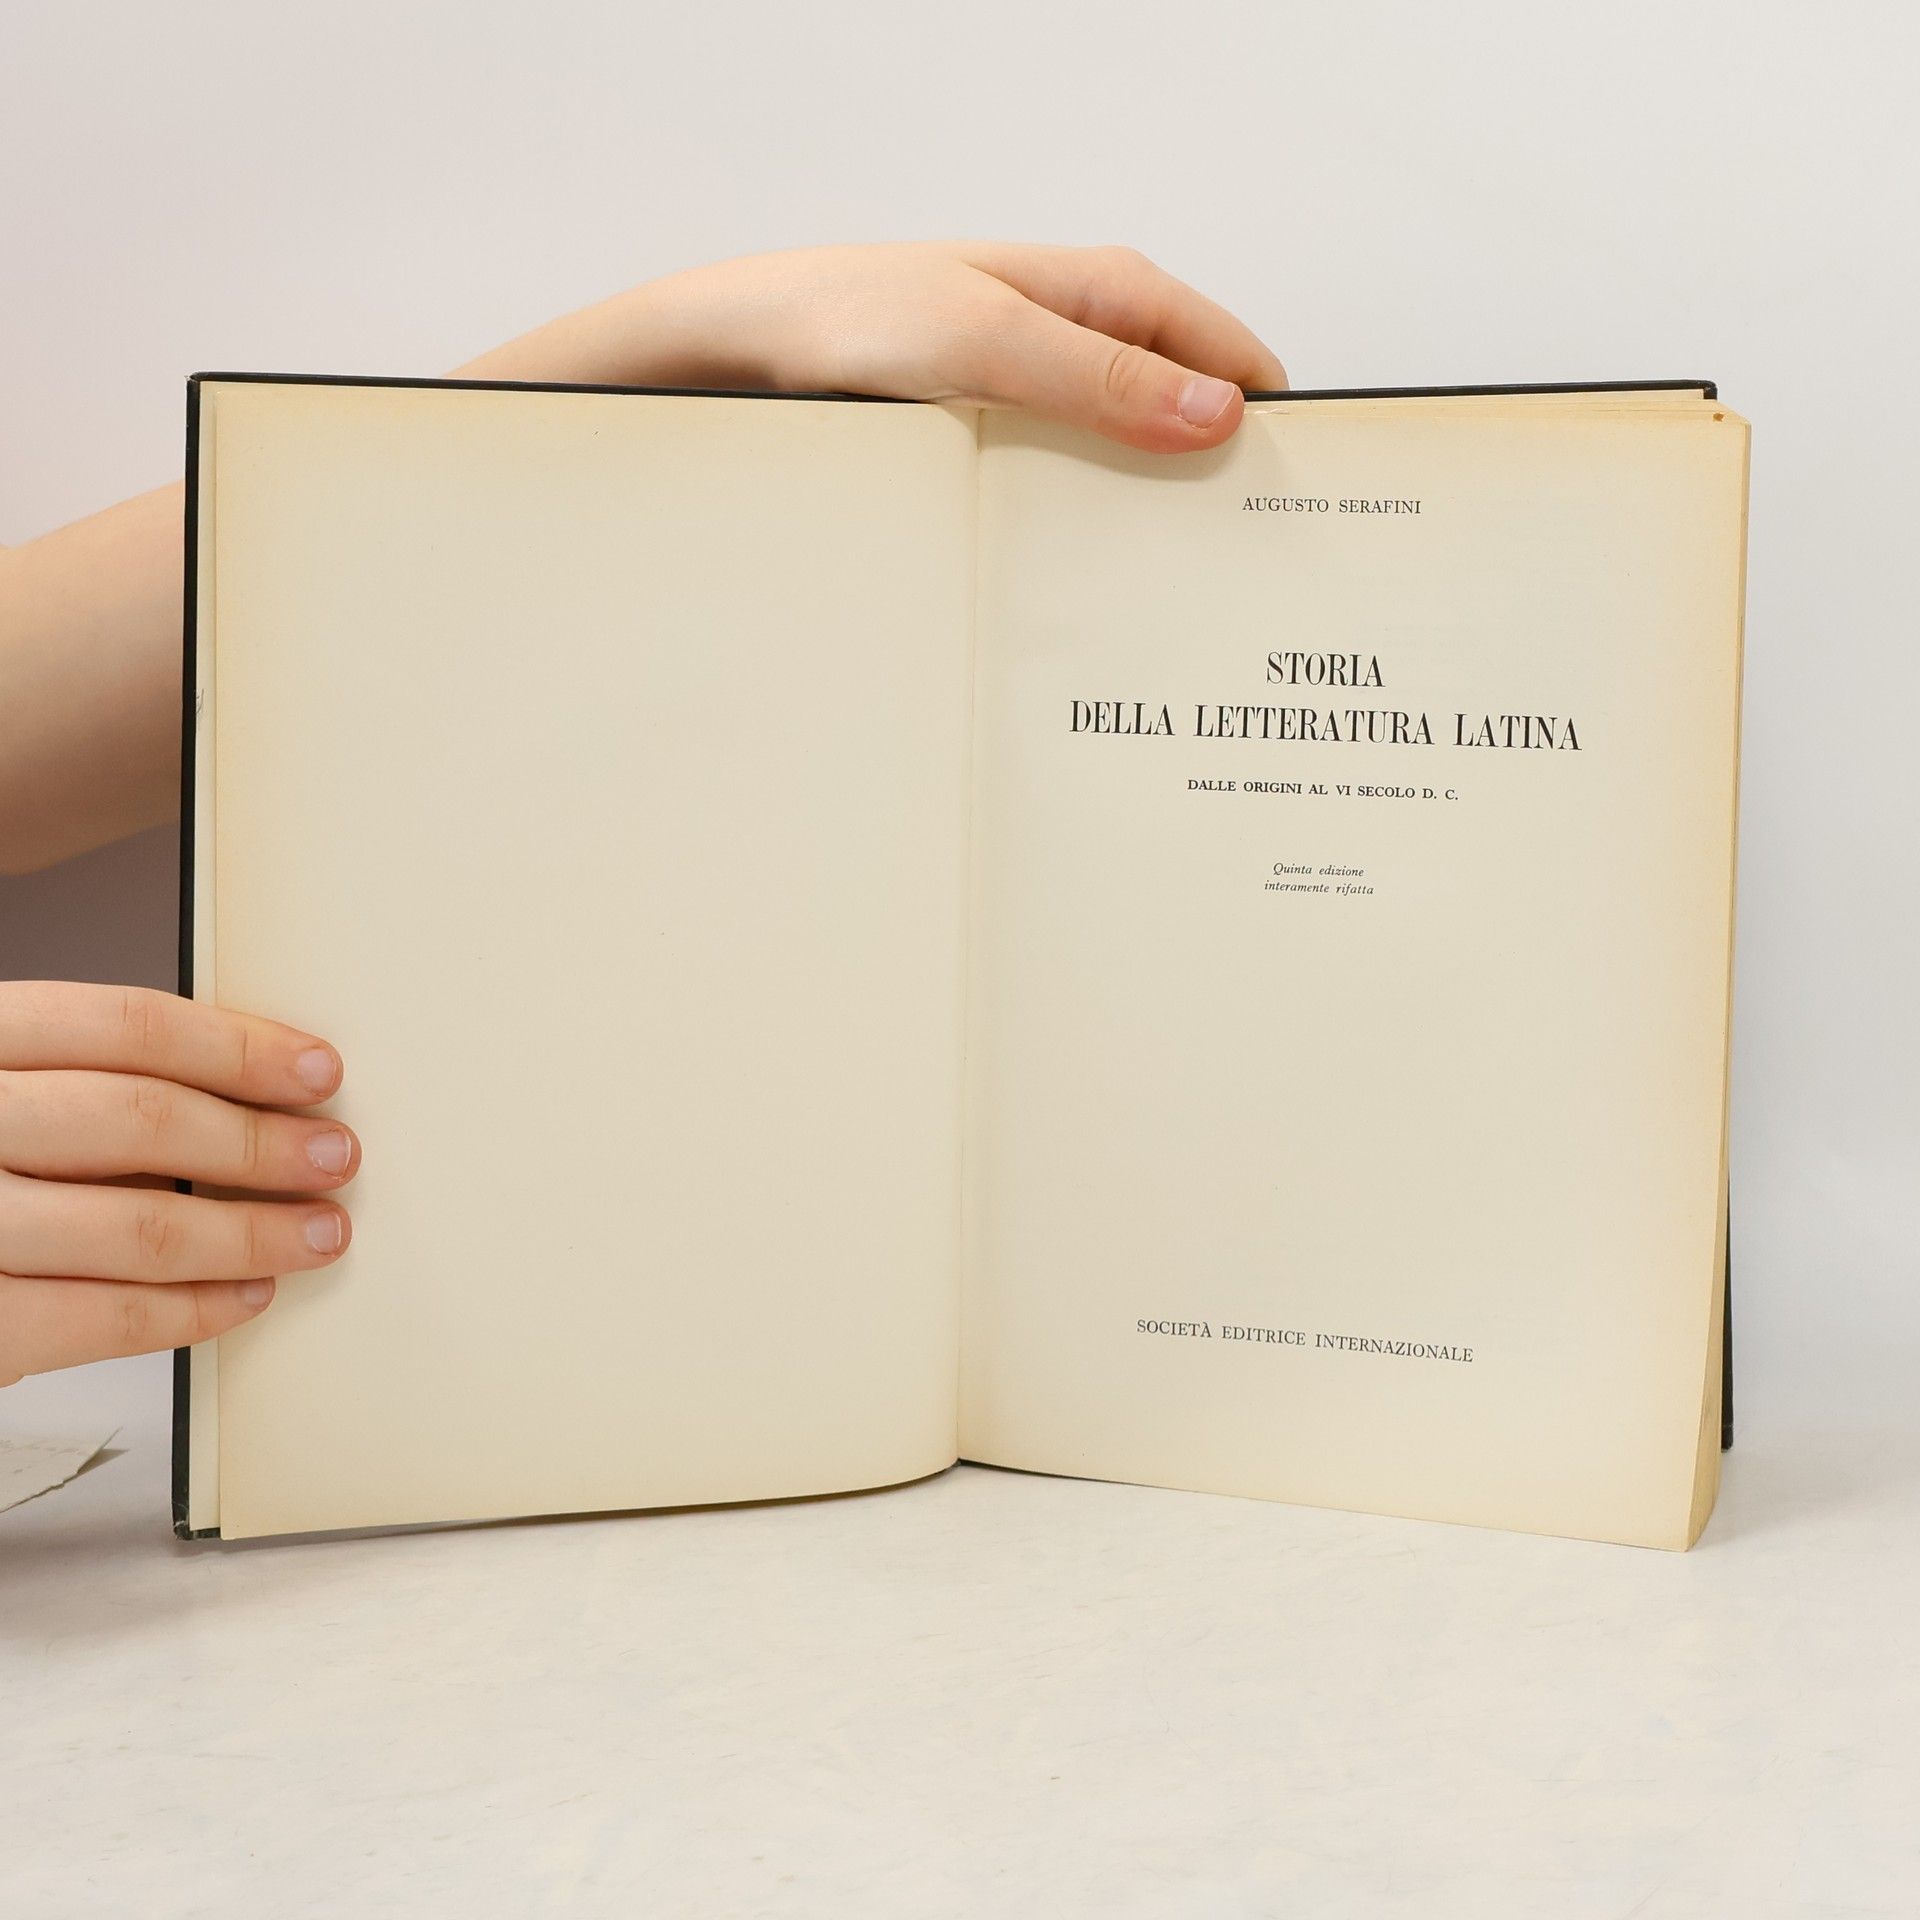 AUGUSTO SERAFINI
STORIA
DELLA LETTERATURA LATINA
DALLE ORIGINI AL VI SECOLO D. C.
Quinta edizione
interamente rifatta
SOCIETÀ EDITRICE INTERNAZIONALE